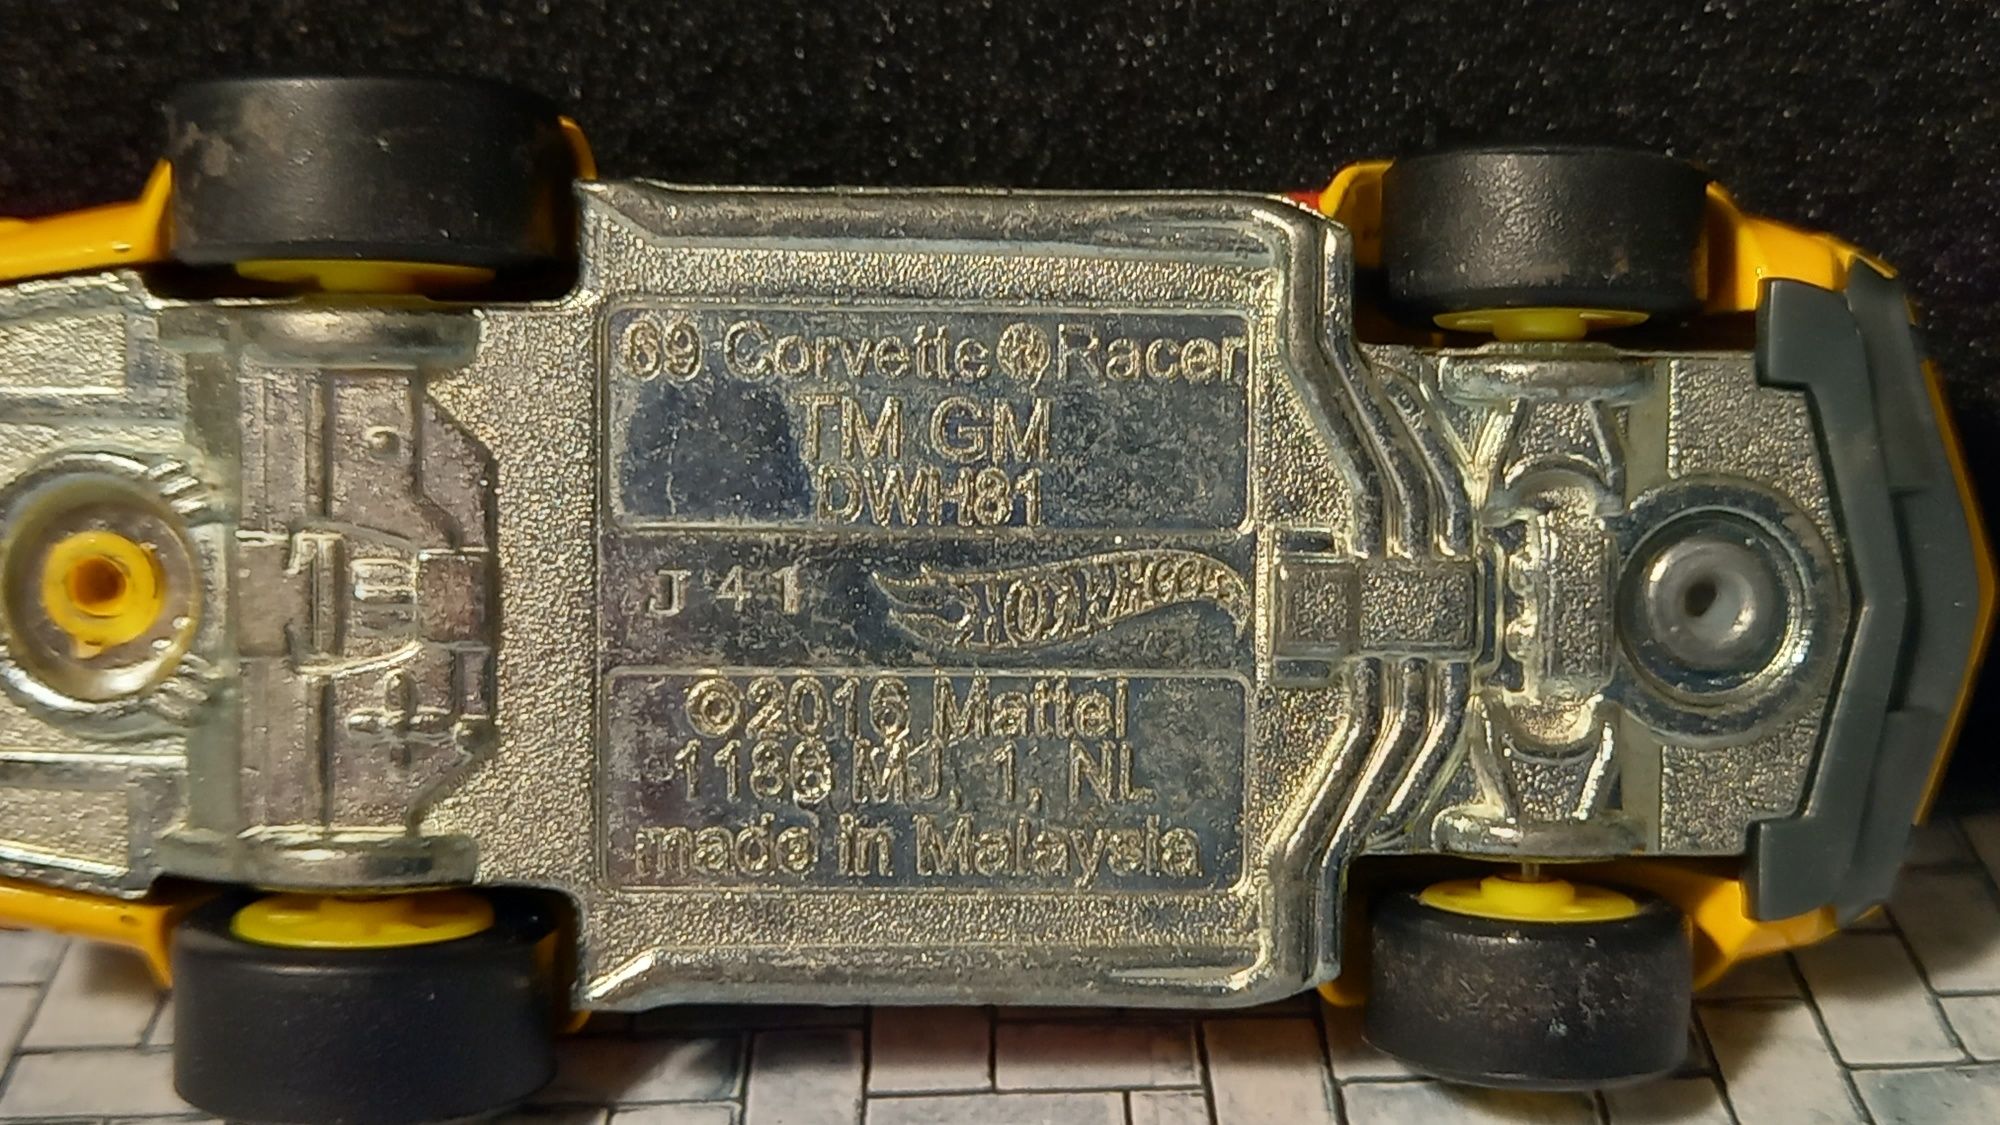 69 Corvette® Racer
TM GM
DWH81
J41
HOT WHEELS
©2016 Mattel
1186 MJ, 1, NL
made in Malaysia